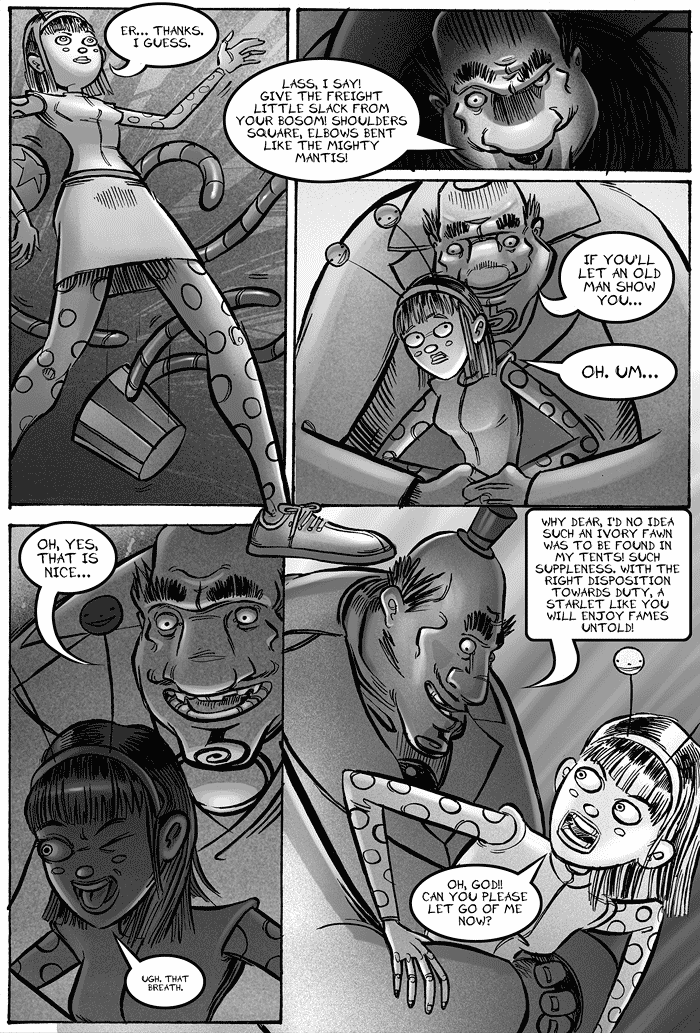 ER... THANKS.
I GUESS.
LASS, I SAY!
GIVE THE FREIGHT
LITTLE SLACK FROM
YOUR BOSOM! SHOULDERS
SQUARE, ELBOWS BENT
LIKE THE MIGHTY
MANTIS!
IF YOU'LL
LET AN OLD
MAN SHOW
YOU...
OH. UM...
OH, YES,
THAT IS
NICE...
UGH. THAT
BREATH.
WHY DEAR, I'D NO IDEA
SUCH AN IVORY FAWN
WAS TO BE FOUND IN
MY TENTS! SUCH
SUPPLENESS. WITH THE
RIGHT DISPOSITION
TOWARDS DUTY, A
STARLET LIKE YOU
WILL ENJOY FAMES
UNTOLD!
OH, GOD!!
CAN YOU PLEASE
LET GO OF ME
NOW?